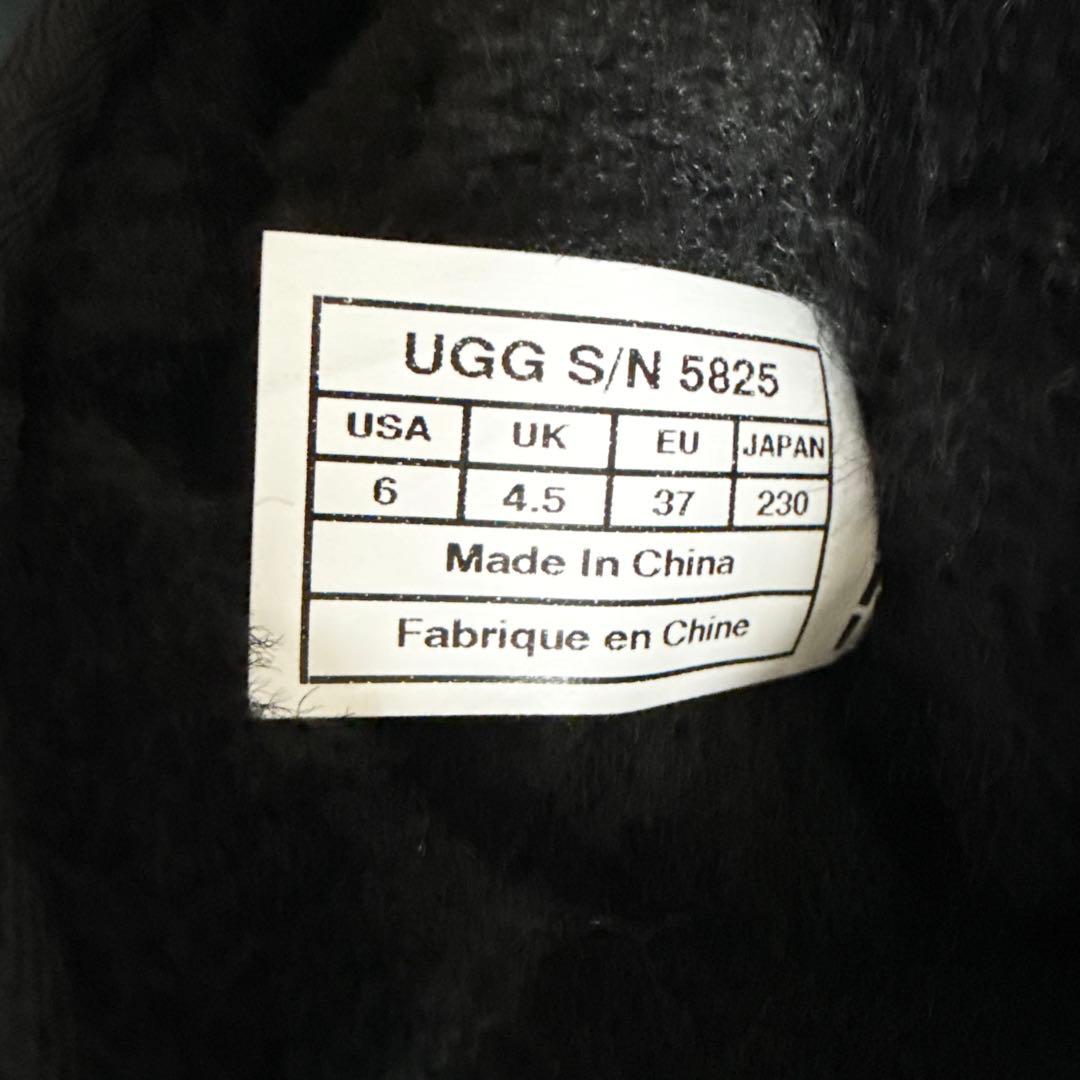 UGG S/N 5825
USA UK EU JAPAN
6 4.5 37 230
Made In China
Fabrique en Chine